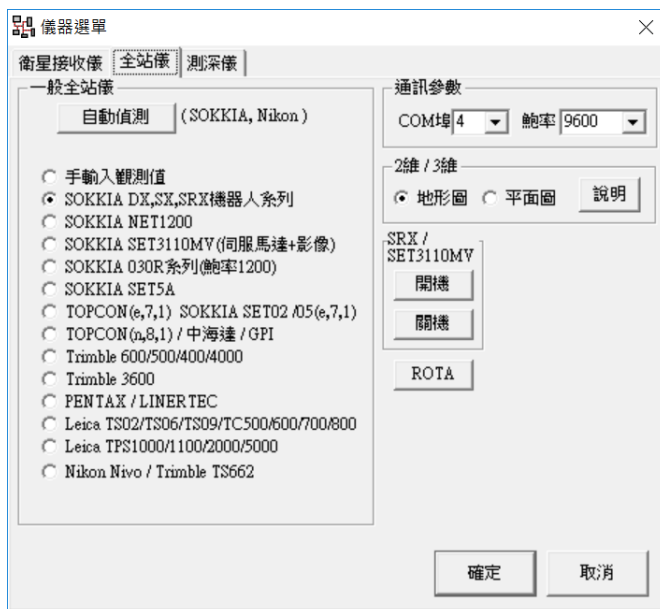 儀器選單
衛星接收儀 全站儀 測深儀
一般全站儀
自動偵測 (SOKKIA, Nikon)
手輸入觀測值
SOKKIA DX,SX,SRX機器人系列
SOKKIA NET1200
SOKKIA SET3110MV(伺服馬達+影像)
SOKKIA 030R系列(鮑率1200)
SOKKIA SET5A
TOPCON(e,7,1) SOKKIA SET02 /05(e,7,1)
TOPCON(n,8,1) / 中海達 / GPI
Trimble 600/500/400/4000
Trimble 3600
PENTAX / LINERTEC
Leica TS02/TS06/TS09/TC500/600/700/800
Leica TPS1000/1100/2000/5000
Nikon Nivo / Trimble TS662
通訊參數
COM埠 4 鮑率 9600
2維 / 3維
地形圖 平面圖 說明
SRX /
SET3110MV
開機
關機
ROTA
確定 取消